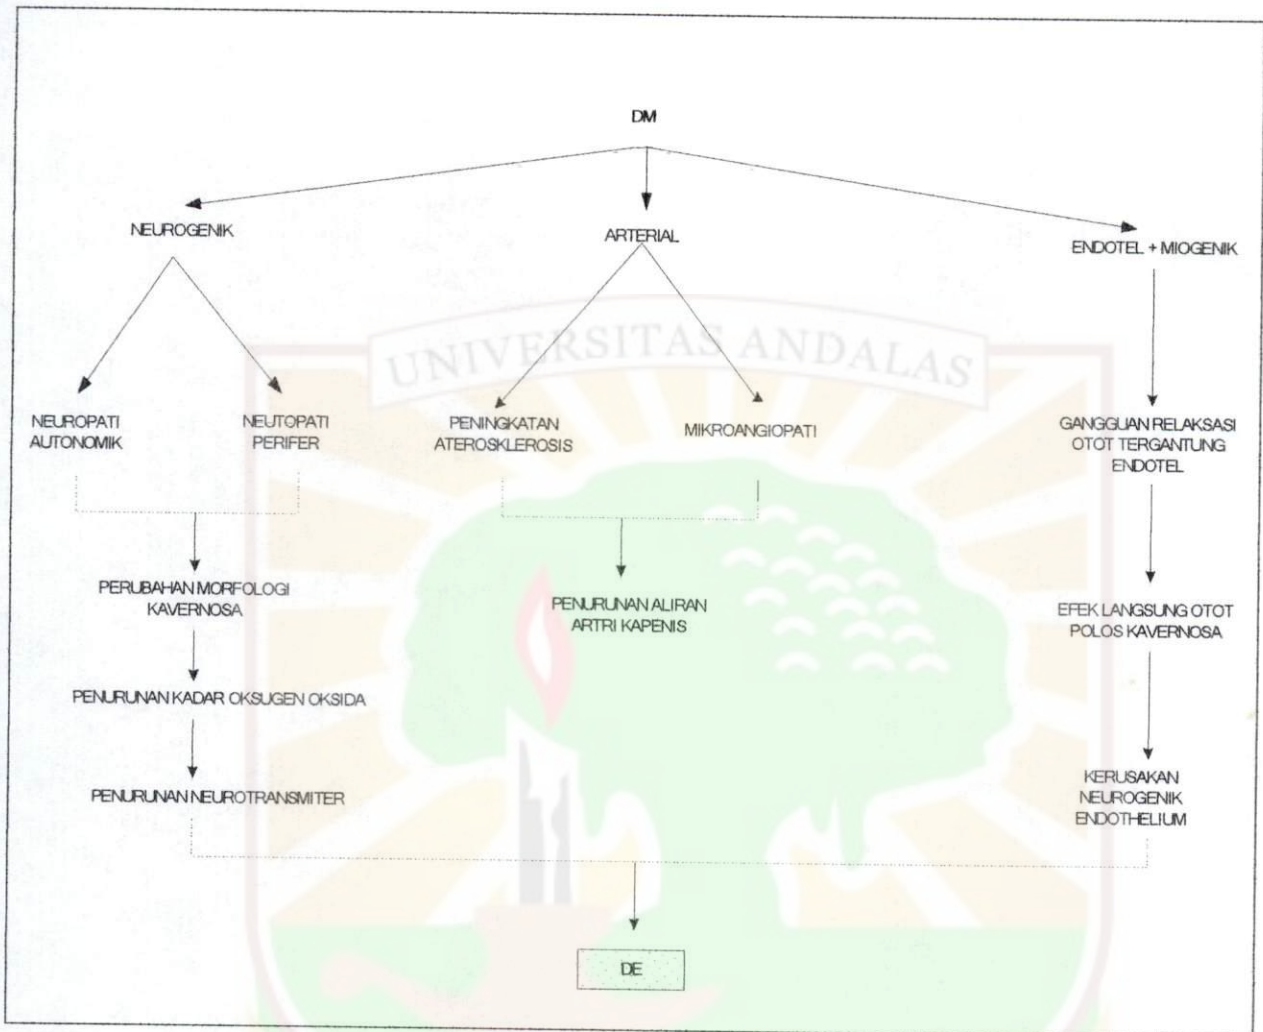 DM
NEUROGENIK
ARTERIAL
ENDOTEL + MIOGENIK
UNIVERSITAS ANDALAS
NEUROPATI
AUTONOMIK
NEUTOPATI
PERIFER
PENINGKATAN
ATEROSKLEROSIS
MIKROANGIOPATI
GANGGUAN RELAKSASI
OTOT TERGANTUNG
ENDOTEL
PERUBAHAN MORFOLOGI
KAVERNOSA
PENURUNAN ALIRAN
ARTRI KAPENIS
EFEK LANGSUNG OTOT
POLOS KAVERNOSA
PENURUNAN KADAR OKSUGEN OKSIDA
PENURUNAN NEUROTRANSMITER
KERUSAKAN
NEUROGENIK
ENDOTHELIUM
DE